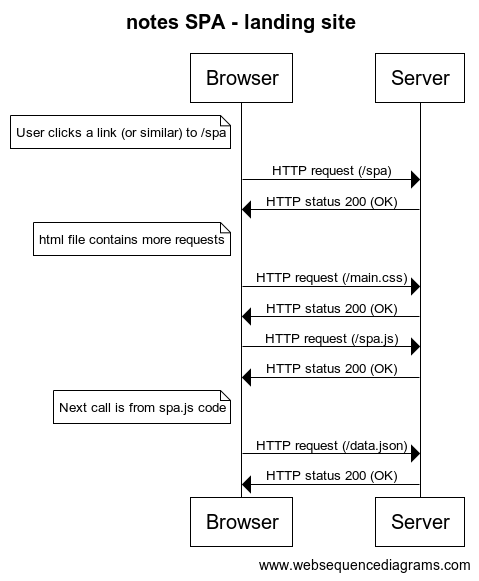 notes SPA - landing site
Browser
Server
User clicks a link (or similar) to /spa
HTTP request (/spa)
HTTP status 200 (OK)
html file contains more requests
HTTP request (/main.css)
HTTP status 200 (OK)
HTTP request (/spa.js)
HTTP status 200 (OK)
Next call is from spa.js code
HTTP request (/data.json)
HTTP status 200 (OK)
Browser
Server
www.websequencediagrams.com